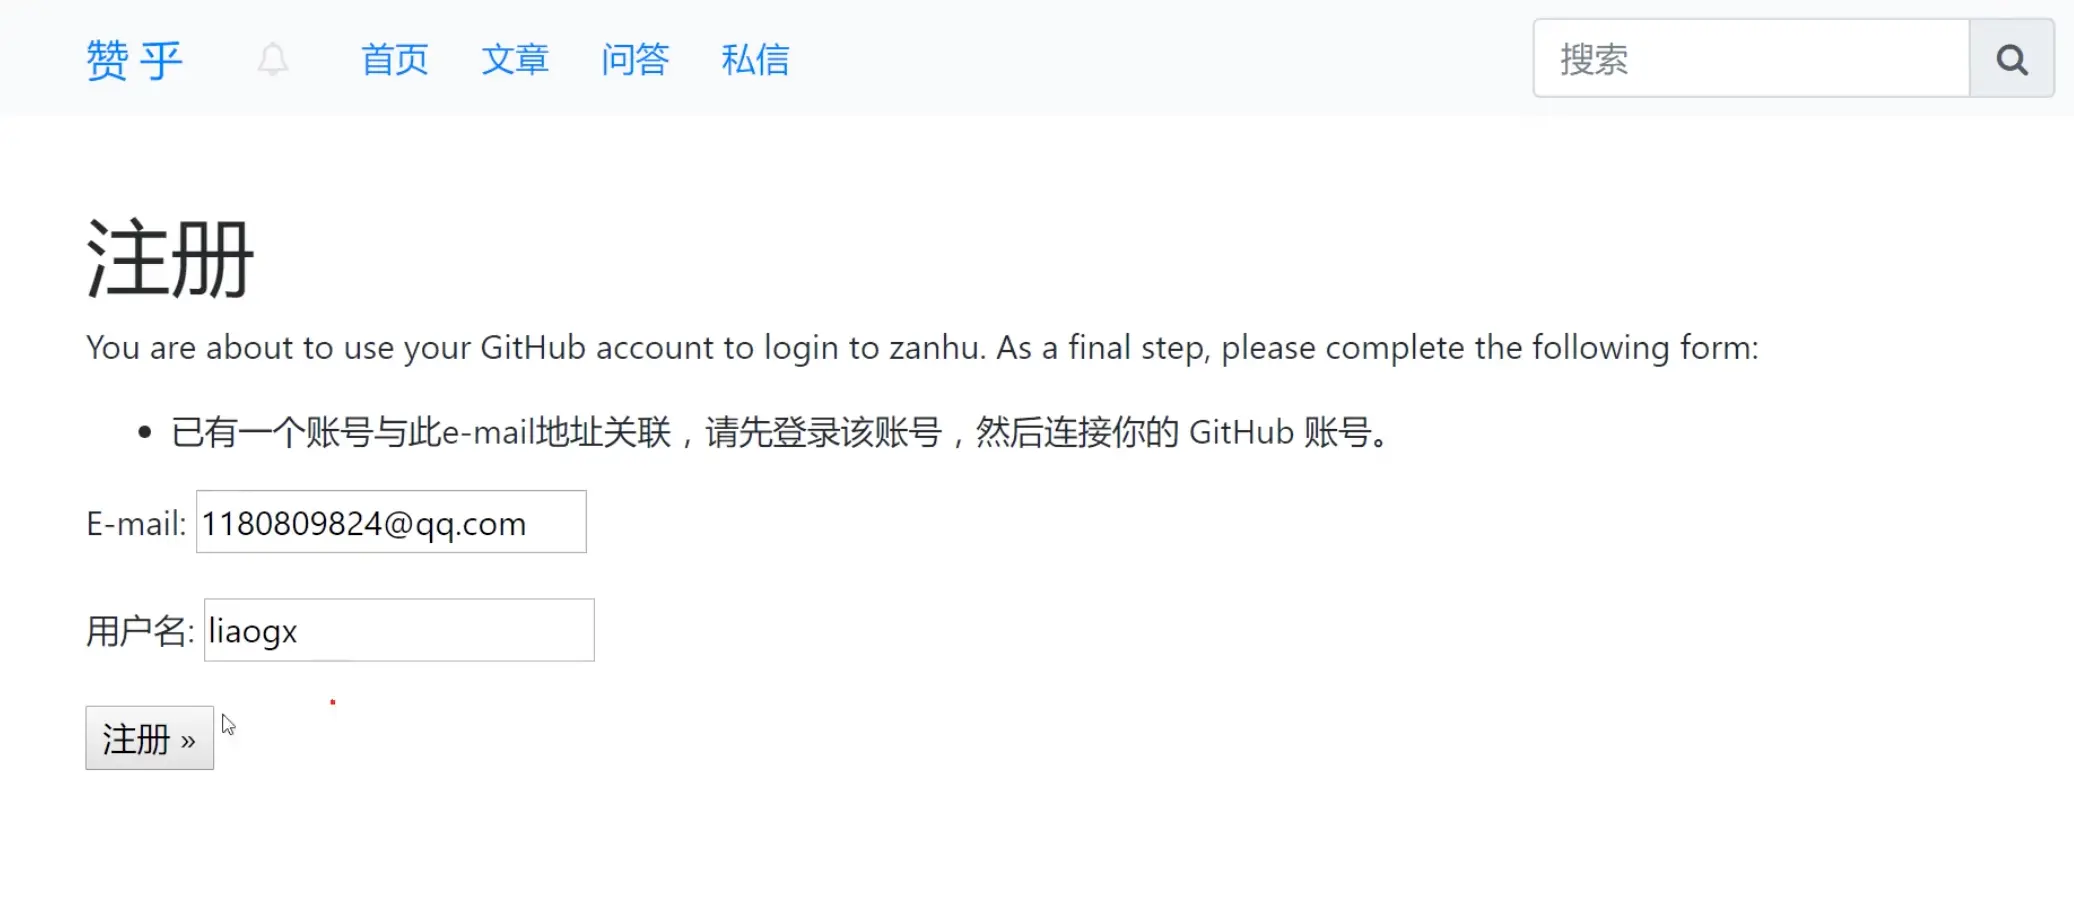 赞 乎 首页 文章 问答 私信 搜索
注册
You are about to use your GitHub account to login to zanhu. As a final step, please complete the following form:
• 已有一个账号与此e-mail地址关联，请先登录该账号，然后连接你的 GitHub 账号。
E-mail: 1180809824@qq.com
用户名: liaogx
注册 »